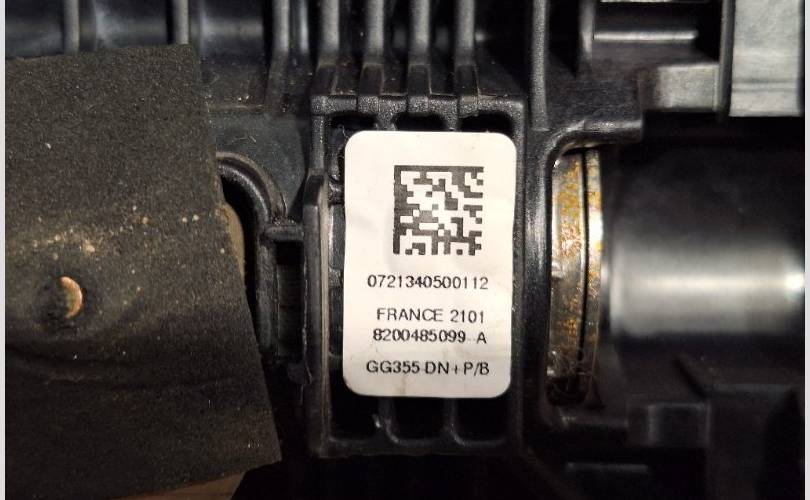 0721340500112
FRANCE 2101
8200485099 A
GG355 DN+P/B